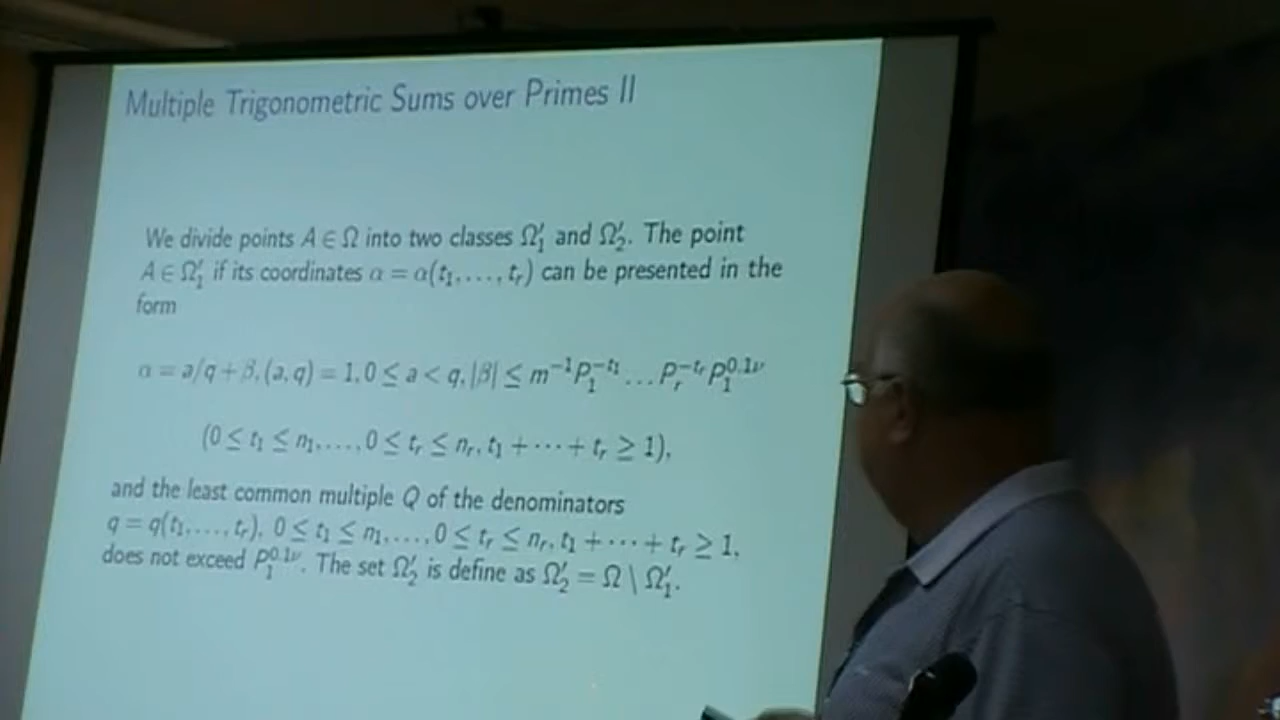 Multiple Trigonometric Sums over Primes II
We divide points A ∈ Ω into two classes Ω′₁ and Ω′₂. The point
A ∈ Ω′₁ if its coordinates α = α(t₁, …, tᵣ) can be presented in the
form
α = a/q + β, (a, q) = 1, 0 ≤ a < q, |β| ≤ m⁻¹P₁^{−t₁} … Pᵣ^{−tᵣ}P₁^{0.1ν}
(0 ≤ t₁ ≤ n₁, …, 0 ≤ tᵣ ≤ nᵣ, t₁ + ⋯ + tᵣ ≥ 1),
and the least common multiple Q of the denominators
q = q(t₁, …, tᵣ), 0 ≤ t₁ ≤ n₁, …, 0 ≤ tᵣ ≤ nᵣ, t₁ + ⋯ + tᵣ ≥ 1,
does not exceed P₁^{0.1ν}. The set Ω′₂ is define as Ω′₂ = Ω \ Ω′₁.